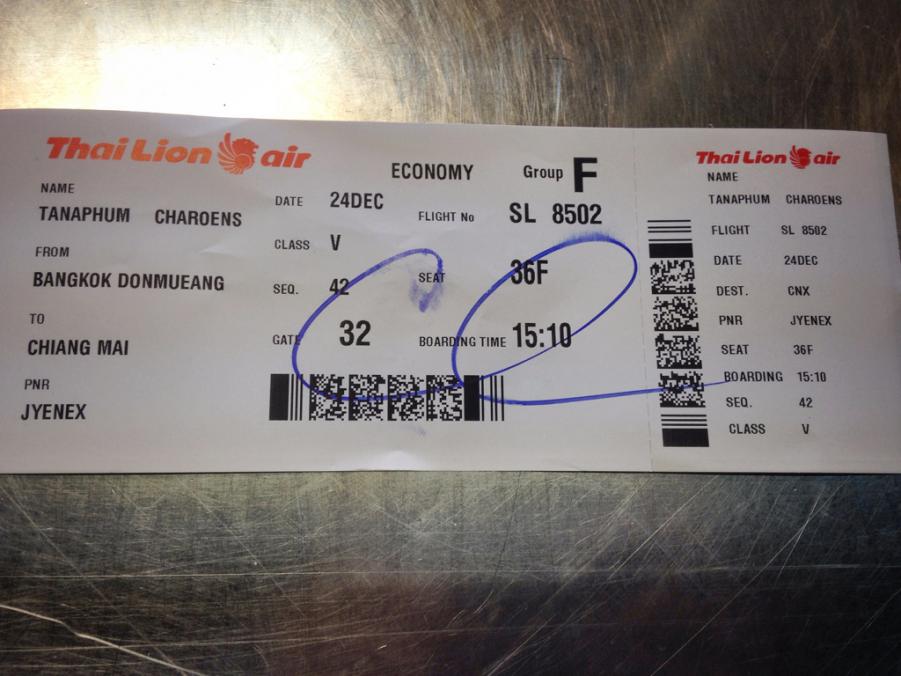 Thai Lion air
ECONOMY Group F
NAME
TANAPHUM CHAROENS
DATE 24DEC
FLIGHT No SL 8502
FROM
BANGKOK DONMUEANG
CLASS V
SEQ. 42
SEAT 36F
TO
CHIANG MAI
GATE 32
BOARDING TIME 15:10
PNR
JYENEX
Thai Lion air
NAME
TANAPHUM CHAROENS
FLIGHT SL 8502
DATE 24DEC
DEST. CNX
PNR JYENEX
SEAT 36F
BOARDING 15:10
SEQ. 42
CLASS V